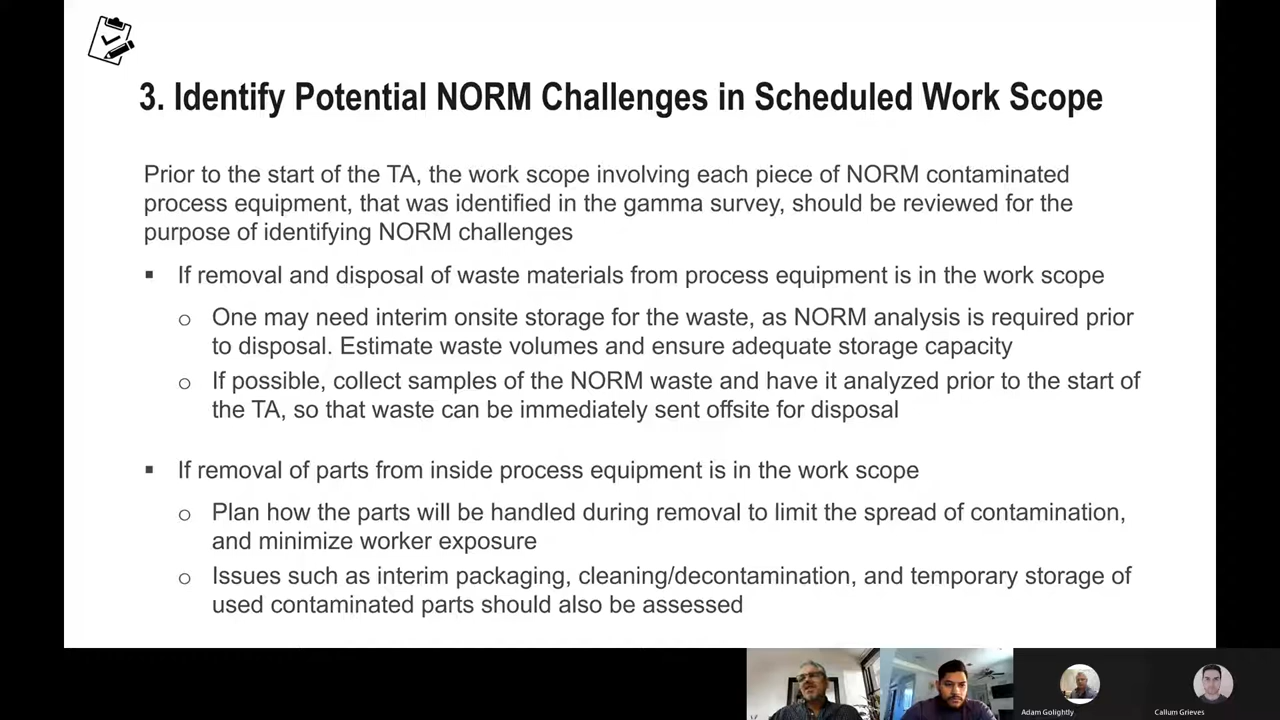 3. Identify Potential NORM Challenges in Scheduled Work Scope
Prior to the start of the TA, the work scope involving each piece of NORM contaminated
process equipment, that was identified in the gamma survey, should be reviewed for the
purpose of identifying NORM challenges
▪ If removal and disposal of waste materials from process equipment is in the work scope
o One may need interim onsite storage for the waste, as NORM analysis is required prior
to disposal. Estimate waste volumes and ensure adequate storage capacity
o If possible, collect samples of the NORM waste and have it analyzed prior to the start of
the TA, so that waste can be immediately sent offsite for disposal
▪ If removal of parts from inside process equipment is in the work scope
o Plan how the parts will be handled during removal to limit the spread of contamination,
and minimize worker exposure
o Issues such as interim packaging, cleaning/decontamination, and temporary storage of
used contaminated parts should also be assessed
Adam Golightly
Callum Grieves